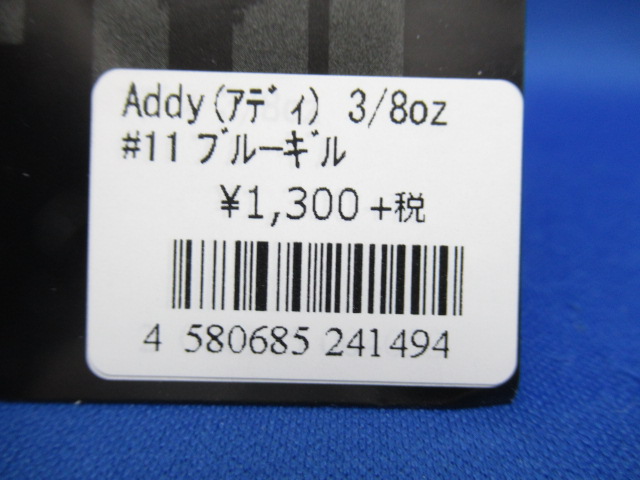 Addy(ｱﾃﾞｨ) 3/8oz
#11 ﾌﾞﾙｰｷﾞﾙ
¥1,300+税
4 580685 241494